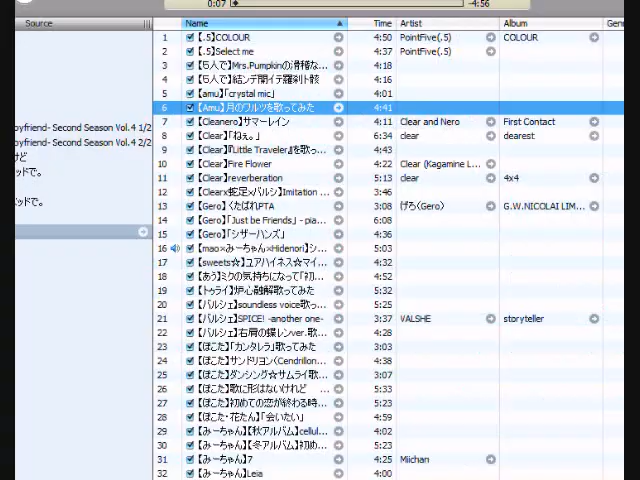 0:07 -4:56
Source Name Time Artist Album Genr
1 【.5】COLOUR 4:50 PointFive(.5) COLOUR
2 【.5】Select me 4:37 PointFive(.5)
3 【5人で】Mrs.Pumpkinの滑稽な... 4:18
4 【5人で】結ンデ開イテ羅刹ト骸 4:16
5 【amu】「crystal mic」 4:01
6 【Amu】月のワルツを歌ってみた 4:41
oyfriend- Second Season Vol.4 1/2
7 【Cleanero】サマーレイン 4:11 Clear and Nero First Contact
oyfriend- Second Season Vol.4 2/2
8 【Clear】「ねぇ。」 6:34 clear dearest
けど
9 【Clear】『Little Traveler』を歌っ... 4:43
ッドで。
10 【Clear】Fire Flower 4:22 Clear (Kagamine L...
11 【Clear】reverberation 5:13 clear 4x4
12 【Clear×蛇足×バルシ】Imitation ... 3:46
ッドで。
13 【Gero】くたばれPTA 3:08 げろ<Gero> G.W.NICOLAI LIM...
14 【Gero】「Just be Friends」 - pia... 6:08
15 【Gero】「シザーハンズ」 4:36
16 【mao×みーちゃん×Hidenori】シ... 5:03
17 【sweets☆】ユアハイネス☆マイ... 4:32
18 【あう】ミクの気持ちになって「初... 4:52
19 【トゥライ】炉心融解歌ってみた 5:32
20 【バルシェ】soundless voice歌っ... 5:25
21 【バルシェ】SPICE! -another one- 3:37 VALSHE storyteller
22 【バルシェ】右肩の蝶レンver.歌... 4:28
23 【ぽこた】「カンタレラ」歌ってみた 3:03
24 【ぽこた】サンドリヨン〈Cendrillon... 4:38
25 【ぽこた】ダンシング☆サムライ歌... 3:07
26 【ぽこた】歌に形はないけれど ... 5:33
27 【ぽこた】初めての恋が終わる時... 5:23
28 【ぽこた・花たん】「会いたい」 4:59
29 【みーちゃん】【秋アルバム】cellul... 4:02
30 【みーちゃん】【冬アルバム】初め... 5:23
31 【みーちゃん】7 4:25 Miichan
32 【みーちゃん】Leia 4:00